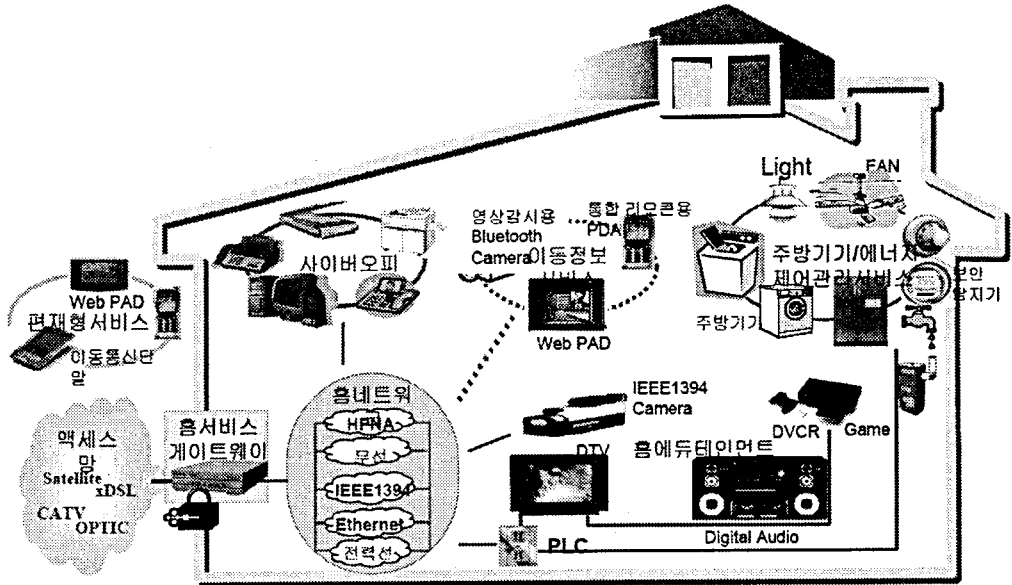 Light
FAN
영상감시용
Bluetooth
Camera
통합 리모콘용
PDA
이동정보
서비스
Web PAD
사이버오피
주방기기/에너지
제어관리서비스
주방기기
보안
Web PAD
편재형서비스
이동통신단
말
홈네트워
HPNA
무선
IEEE1394
Ethernet
전력선
홈서비스
게이트웨이
액세스
망
Satellite
xDSL
CATV
OPTIC
IEEE1394
Camera
DTV
홈에듀테인먼트
DVCR
Game
Digital Audio
PLC